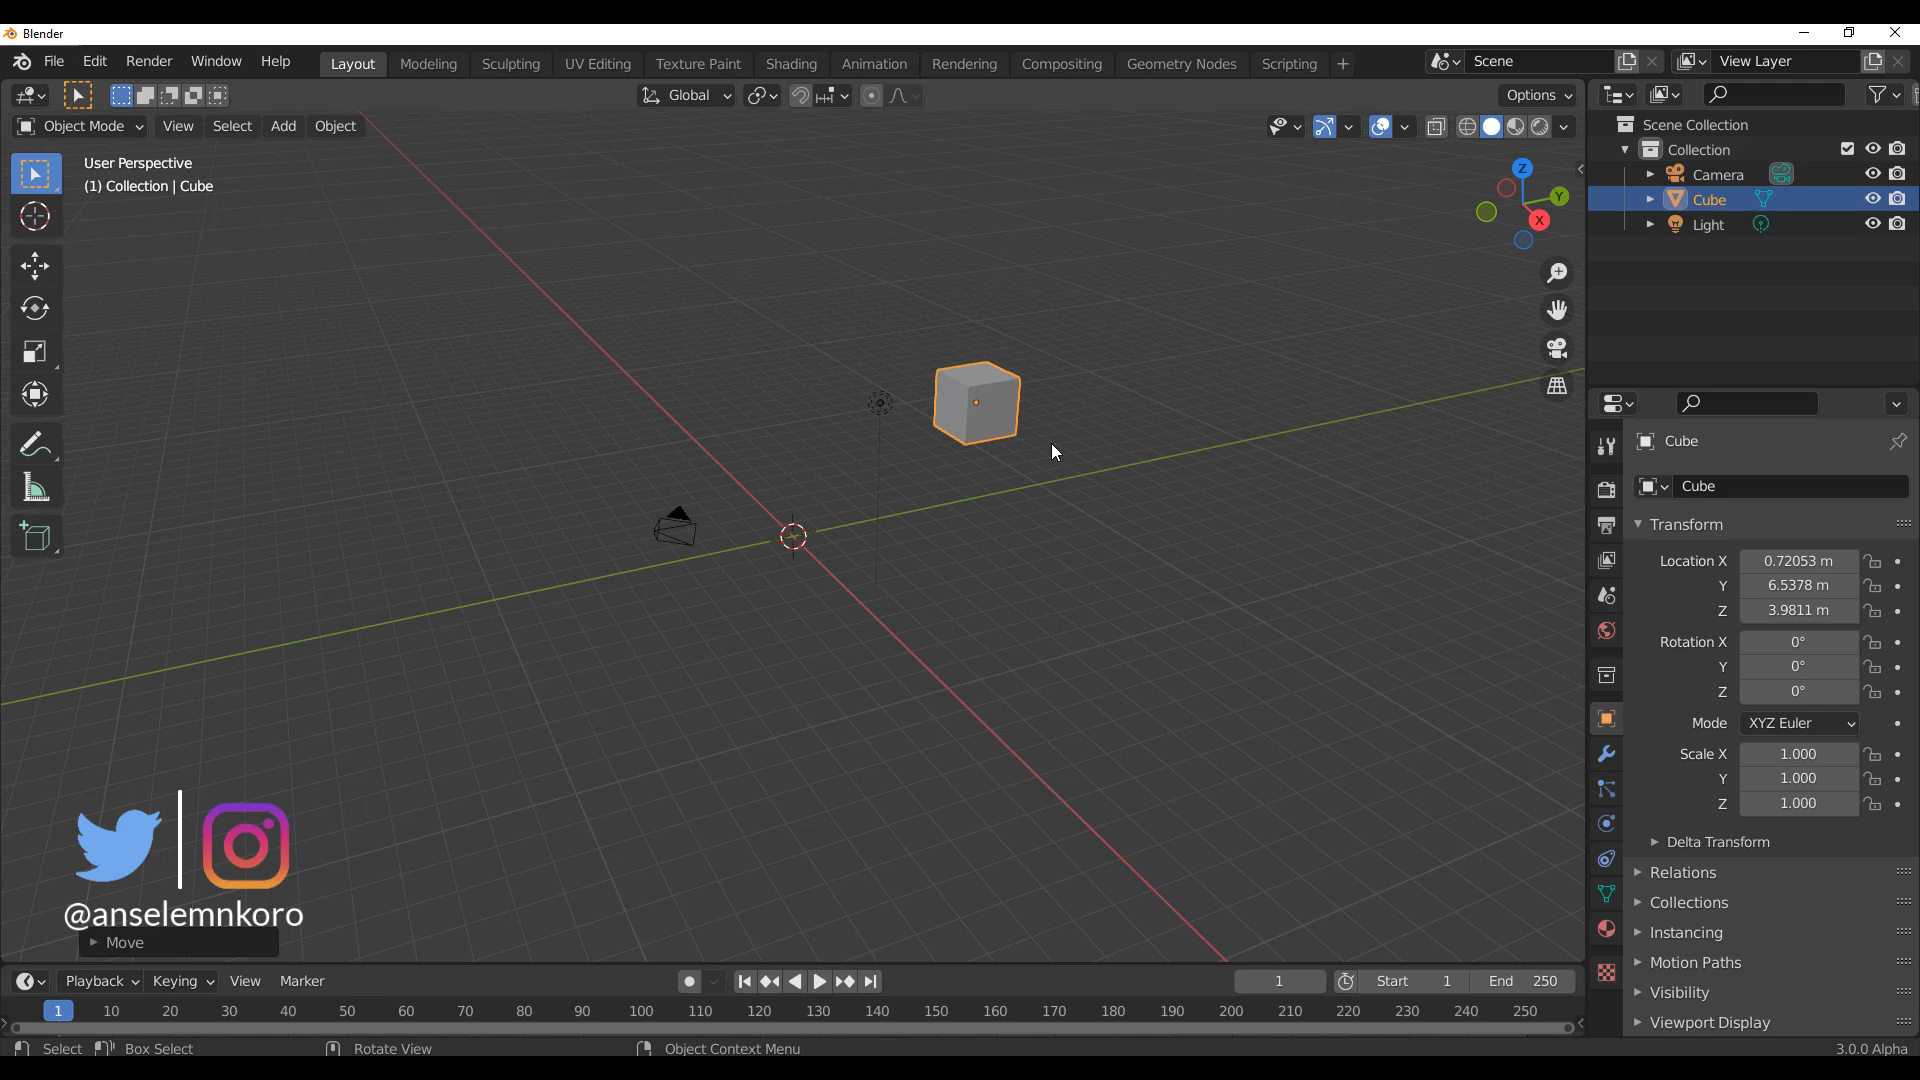 Blender
File Edit Render Window Help Layout Modeling Sculpting UV Editing Texture Paint Shading Animation Rendering Compositing Geometry Nodes Scripting + Scene View Layer
Global Options
Object Mode View Select Add Object
User Perspective
(1) Collection | Cube
Z
Y
X
Scene Collection
Collection
Camera
Cube
Light
Cube
Cube
Transform
Location X 0.72053 m
Y 6.5378 m
Z 3.9811 m
Rotation X 0°
Y 0°
Z 0°
Mode XYZ Euler
Scale X 1.000
Y 1.000
Z 1.000
Delta Transform
Relations
Collections
Instancing
Motion Paths
Visibility
Viewport Display
@anselemnkoro
Move
Playback Keying View Marker 1 Start 1 End 250
1 10 20 30 40 50 60 70 80 90 100 110 120 130 140 150 160 170 180 190 200 210 220 230 240 250
Select Box Select Rotate View Object Context Menu 3.0.0 Alpha